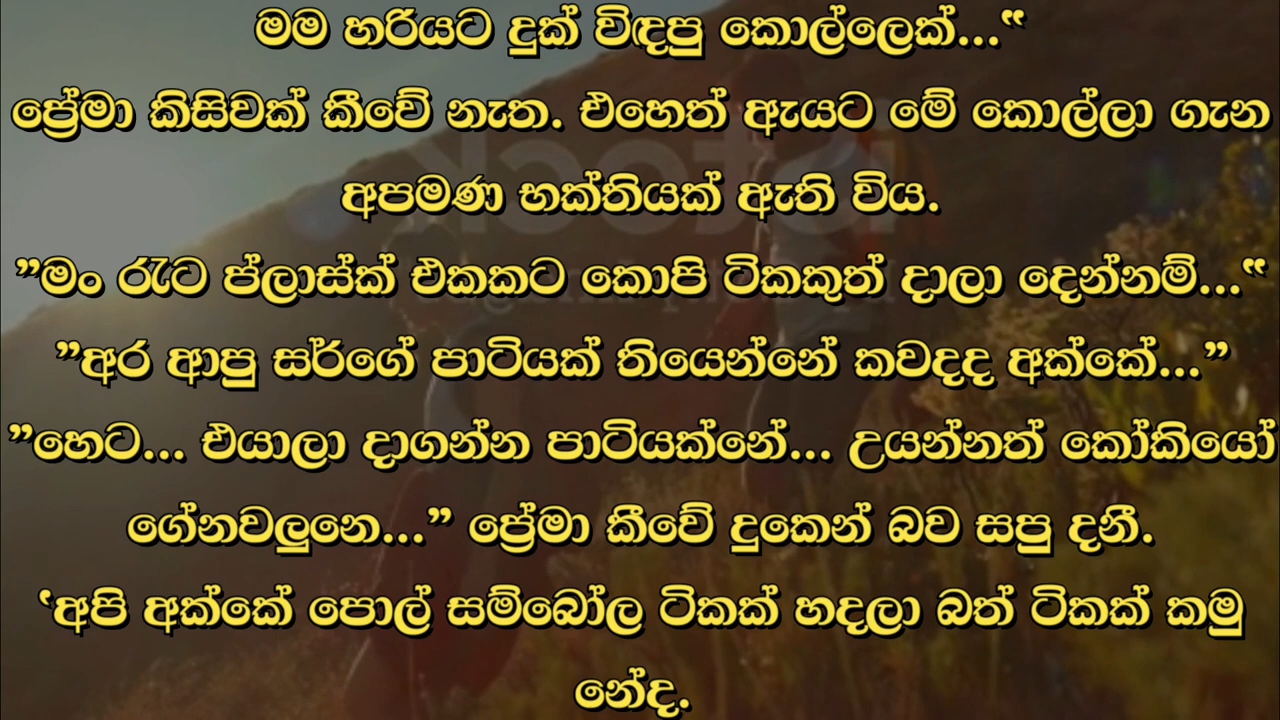 මම හරියට දුක් විඳපු කොල්ලෙක්...“
ප්‍රේමා කිසිවක් කීවේ නැත. එහෙත් ඇයට මේ කොල්ලා ගැන
අපමණ භක්තියක් ඇති විය.
”මං රෑට ප්ලාස්ක් එකකට කොපි ටිකකුත් දාලා දෙන්නම්...“
”අර ආපු සර්ගේ පාටියක් තියෙන්නේ කවදද අක්කේ...”
”හෙට... එයාලා දාගන්න පාටියක්නේ... උයන්නත් කෝකියෝ
ගේනවලුනෙ...” ප්‍රේමා කීවේ දුකෙන් බව සපු දනී.
‘අපි අක්කේ පොල් සම්බෝල ටිකක් හදලා බත් ටිකක් කමු
නේද.